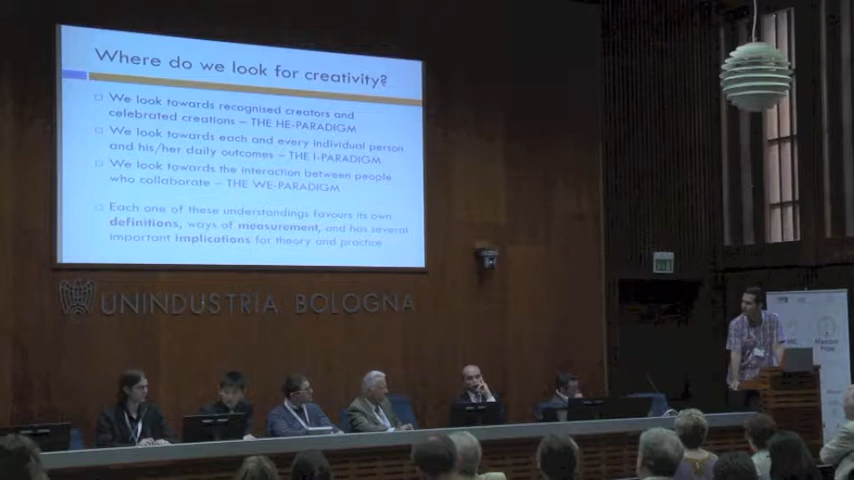 Where do we look for creativity?
We look towards recognised creators and
celebrated creations – THE HE-PARADIGM
We look towards each and every individual person
and his/her daily outcomes – THE I-PARADIGM
We look towards the interaction between people
who collaborate – THE WE-PARADIGM
Each one of these understandings favours its own
definitions, ways of measurement, and has several
important implications for theory and practice
UNINDUSTRIA BOLOGNA
Prize